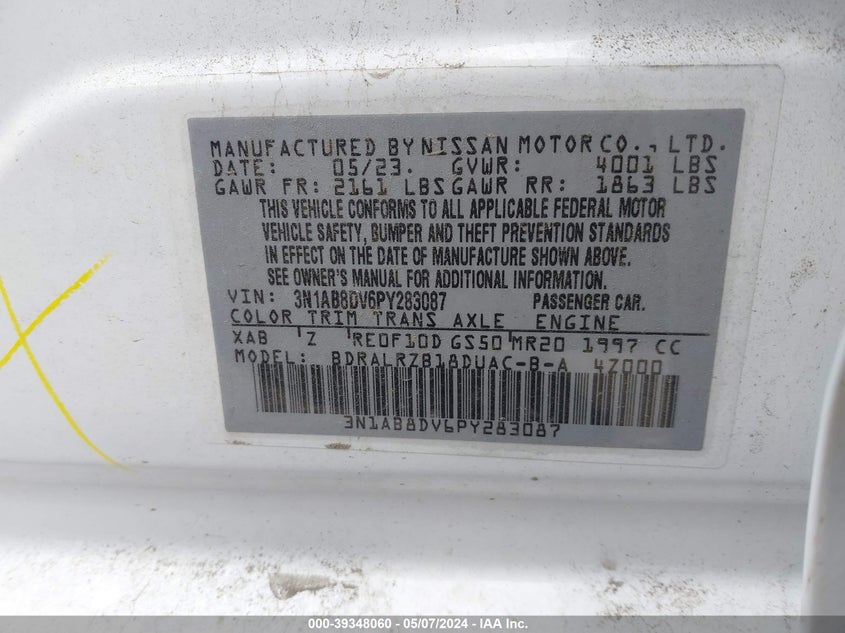 MANUFACTURED BY NISSAN MOTOR CO., LTD.
DATE: 05/23. GVWR: 4001 LBS
GAWR FR: 2161 LBS GAWR RR: 1863 LBS
THIS VEHICLE CONFORMS TO ALL APPLICABLE FEDERAL MOTOR
VEHICLE SAFETY, BUMPER AND THEFT PREVENTION STANDARDS
IN EFFECT ON THE DATE OF MANUFACTURE SHOWN ABOVE.
SEE OWNER'S MANUAL FOR ADDITIONAL INFORMATION.
VIN: 3N1AB8DV6PY283087 PASSENGER CAR.
COLOR TRIM TRANS AXLE ENGINE
XAB Z RE0F10D GS50 MR20 1997 CC
MODEL: BDRALRZB18DUAC-B-A 4Z000
3N1AB8DV6PY283087
000-39348060 - 05/07/2024 - IAA Inc.